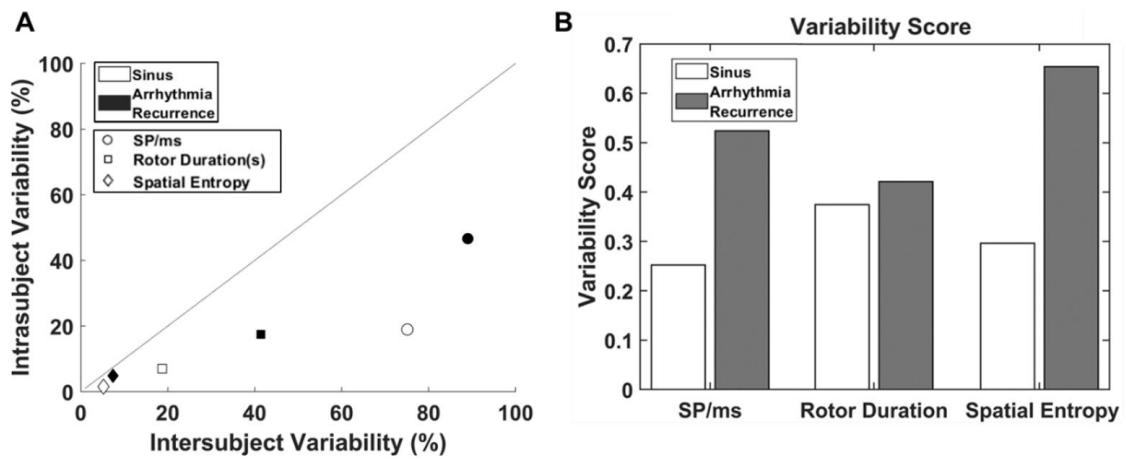 A
Intrasubject Variability (%)
100
80
60
40
20
0
Sinus
Arrhythmia
Recurrence
SP/ms
Rotor Duration(s)
Spatial Entropy
0 20 40 60 80 100
Intersubject Variability (%)
B
Variability Score
Variability Score
0.7
0.6
0.5
0.4
0.3
0.2
0.1
0
Sinus
Arrhythmia
Recurrence
SP/ms Rotor Duration Spatial Entropy